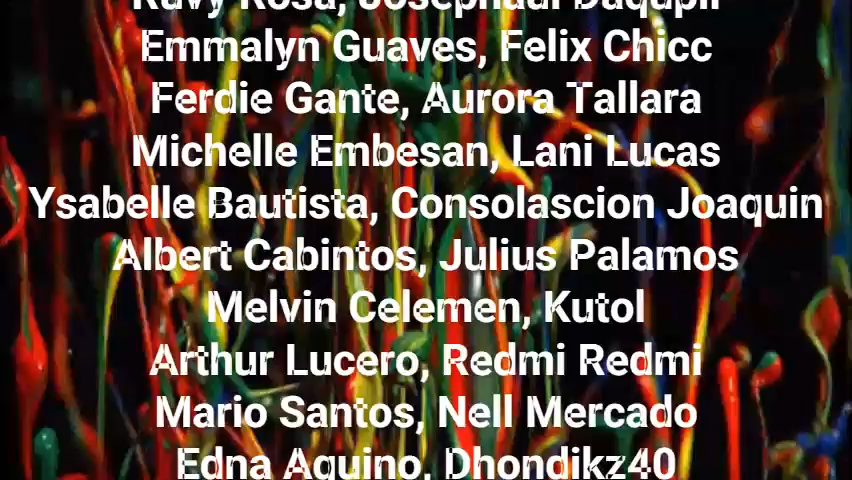 Emmalyn Guaves, Felix Chicc
Ferdie Gante, Aurora Tallara
Michelle Embesan, Lani Lucas
Ysabelle Bautista, Consolascion Joaquin
Albert Cabintos, Julius Palamos
Melvin Celemen, Kutol
Arthur Lucero, Redmi Redmi
Mario Santos, Nell Mercado
Edna Aquino, Dhondikz40